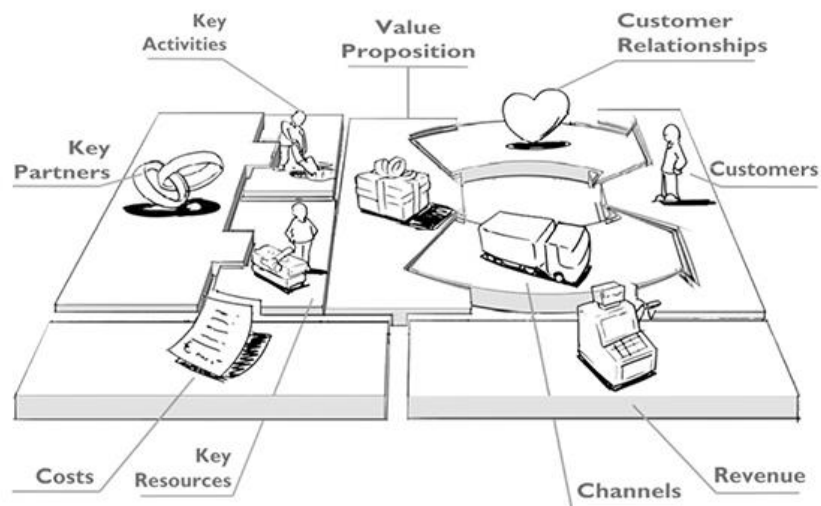 Key
Activities
Value
Proposition
Customer
Relationships
Key
Partners
Customers
Costs
Key
Resources
Channels
Revenue